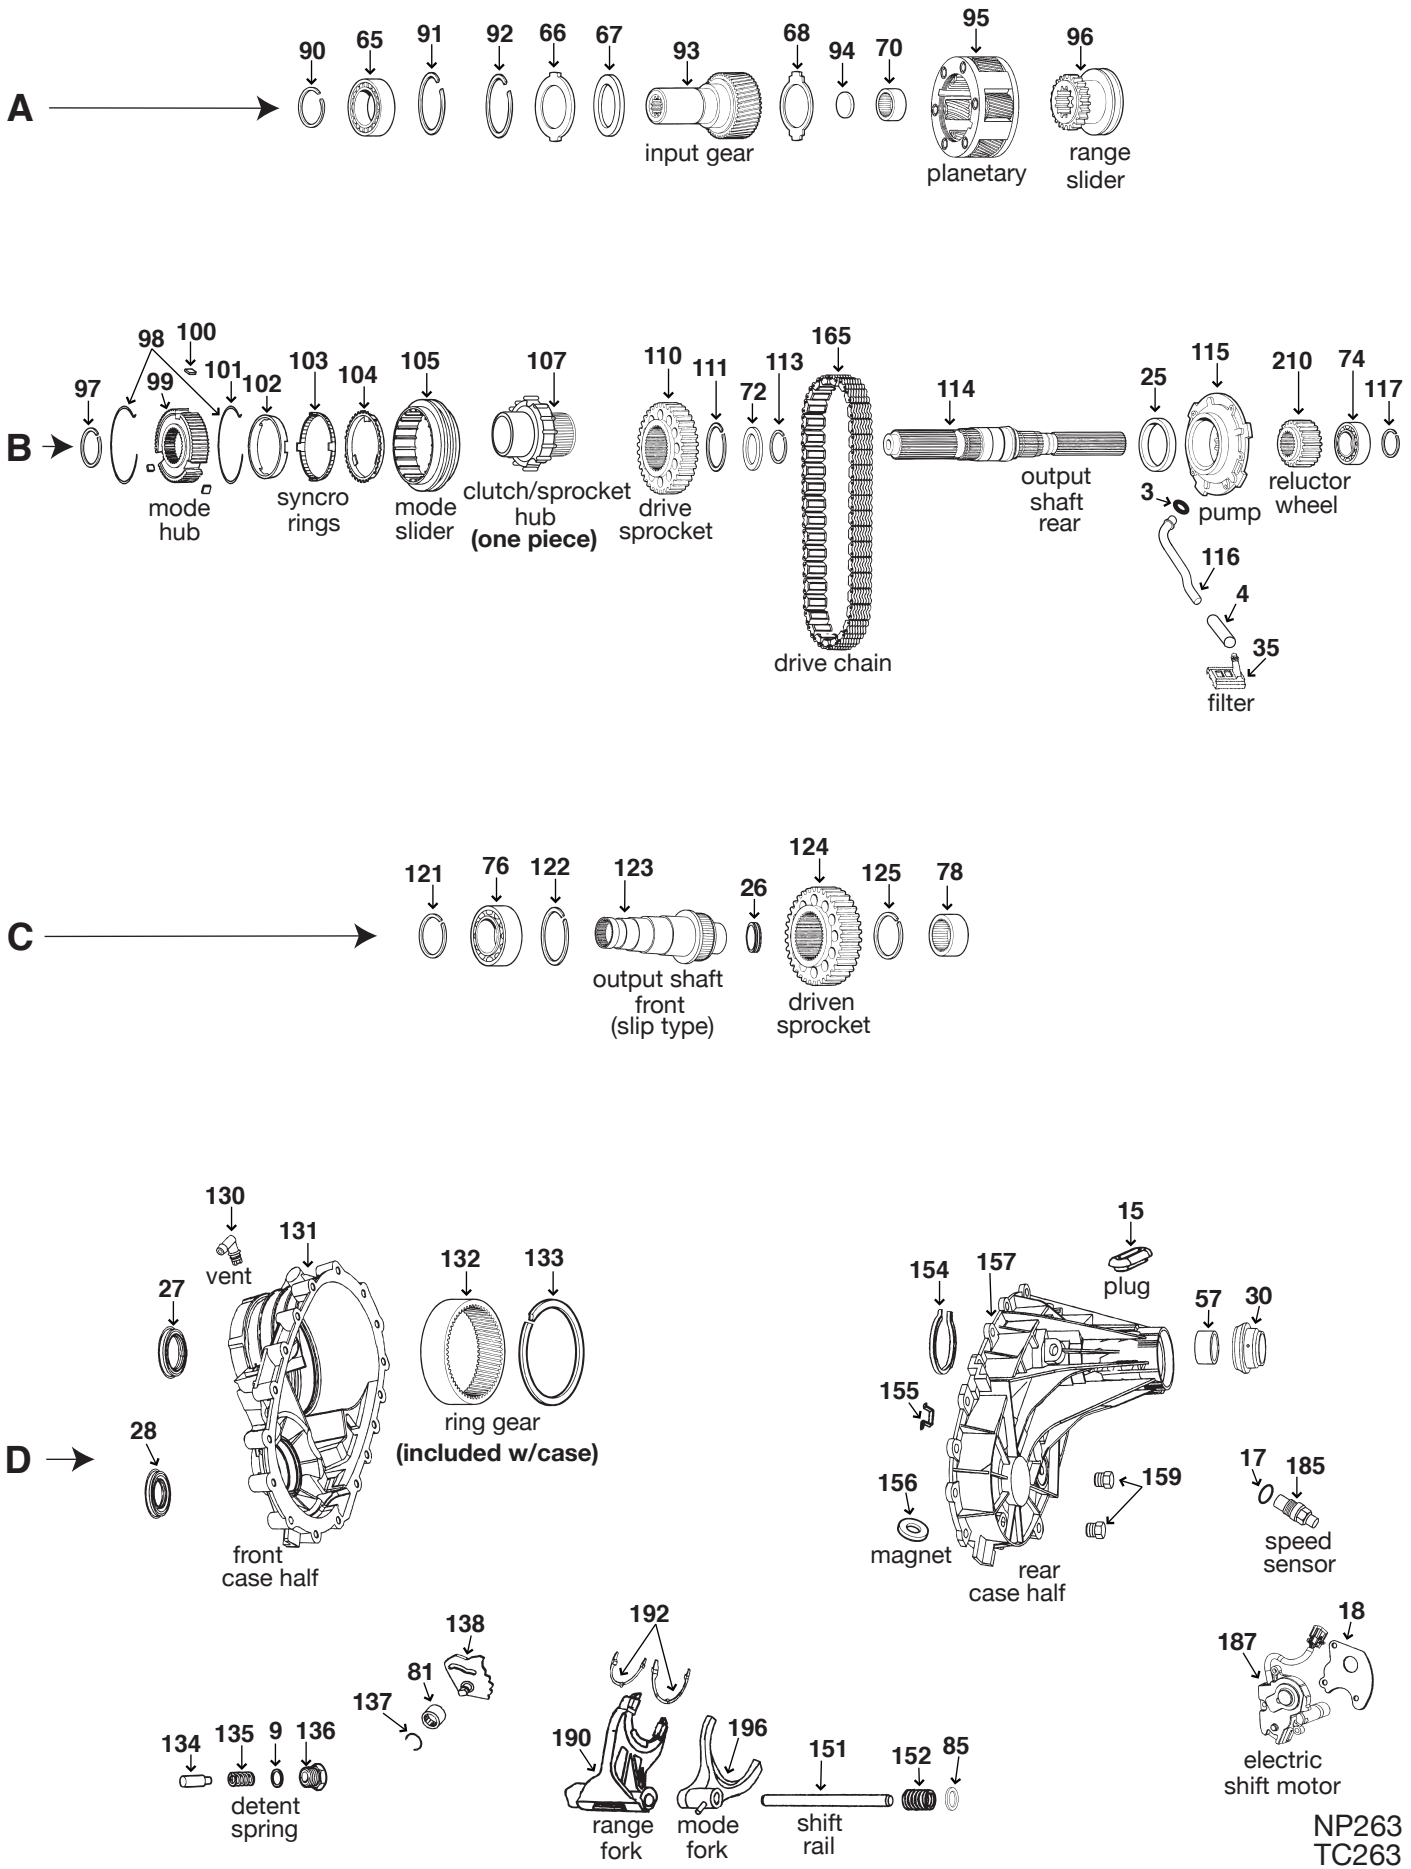 A
90
65
91
92
66
67
93
68
94
70
95
96
input gear
planetary
range
slider
B
97
98
100
99
101
102
103
104
105
107
110
111
72
113
165
114
25
115
210
74
117
mode
hub
syncro
rings
mode
slider
clutch/sprocket
hub
(one piece)
drive
sprocket
drive chain
output
shaft
rear
3
pump
reluctor
wheel
116
4
35
filter
C
121
76
122
123
26
124
125
78
output shaft
front
(slip type)
driven
sprocket
D
130
131
vent
27
28
132
133
ring gear
(included w/case)
front
case half
15
plug
154
157
57
30
155
156
magnet
159
rear
case half
17
185
speed
sensor
138
81
137
134
135
9
136
detent
spring
192
190
196
151
152
85
range
fork
mode
fork
shift
rail
187
18
electric
shift motor
NP263
TC263